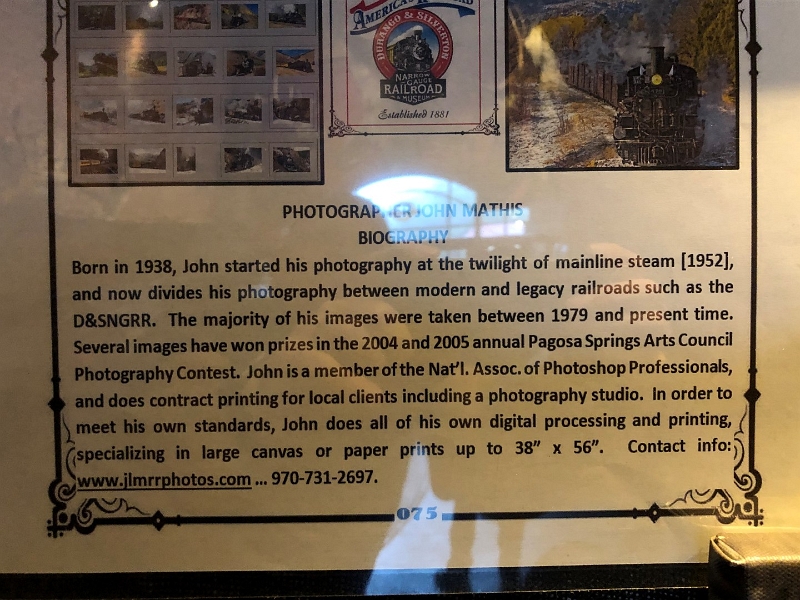 AMERICA'S RAILROAD
DURANGO & SILVERTON
NARROW
GAUGE
RAILROAD
& MUSEUM
Established 1881
PHOTOGRAPHER JOHN MATHIS
BIOGRAPHY
Born in 1938, John started his photography at the twilight of mainline steam [1952],
and now divides his photography between modern and legacy railroads such as the
D&SNGRR. The majority of his images were taken between 1979 and present time.
Several images have won prizes in the 2004 and 2005 annual Pagosa Springs Arts Council
Photography Contest. John is a member of the Nat'l. Assoc. of Photoshop Professionals,
and does contract printing for local clients including a photography studio. In order to
meet his own standards, John does all of his own digital processing and printing,
specializing in large canvas or paper prints up to 38” x 56”. Contact info:
www.jlmrrphotos.com ... 970-731-2697.
075